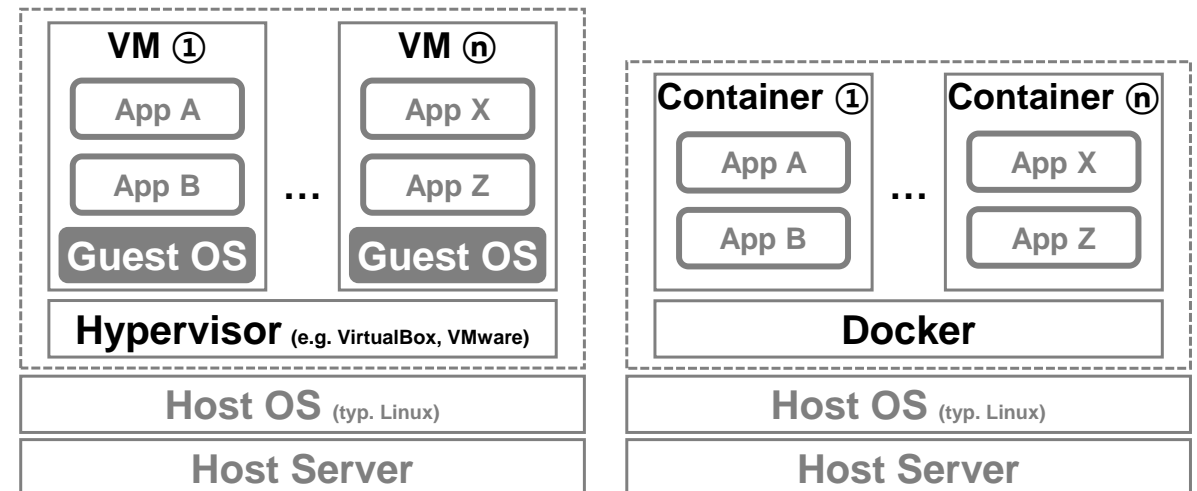 VM ①
App A
App B
Guest OS
...
VM ⓝ
App X
App Z
Guest OS
Hypervisor (e.g. VirtualBox, VMware)
Host OS (typ. Linux)
Host Server
Container ①
App A
App B
...
Container ⓝ
App X
App Z
Docker
Host OS (typ. Linux)
Host Server